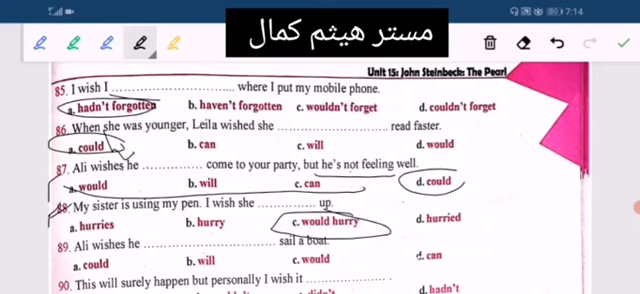 7:14
مستر هيثم كمال
Unit 15: John Steinbeck: The Pearl
85. I wish I ........................ where I put my mobile phone.
a. hadn't forgotten b. haven't forgotten c. wouldn't forget d. couldn't forget
86. When she was younger, Leila wished she ........................ read faster.
a. could b. can c. will d. would
87. Ali wishes he ............... come to your party, but he's not feeling well.
a. would b. will c. can d. could
88. My sister is using my pen. I wish she ............... up.
a. hurries b. hurry c. would hurry d. hurried
89. Ali wishes he ........................ sail a boat.
a. could b. will c. would d. can
90. This will surely happen but personally I wish it ........................
d. hadn't